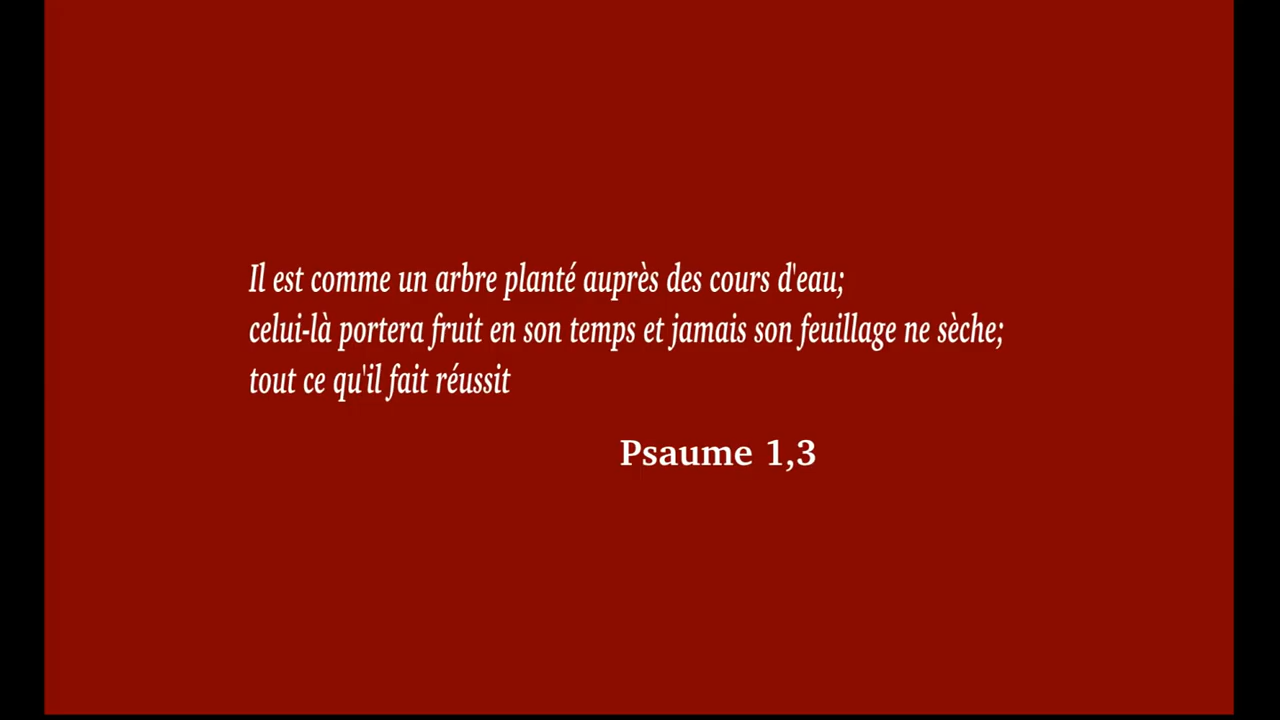 Il est comme un arbre planté auprès des cours d'eau;
celui-là portera fruit en son temps et jamais son feuillage ne sèche;
tout ce qu'il fait réussit
Psaume 1,3